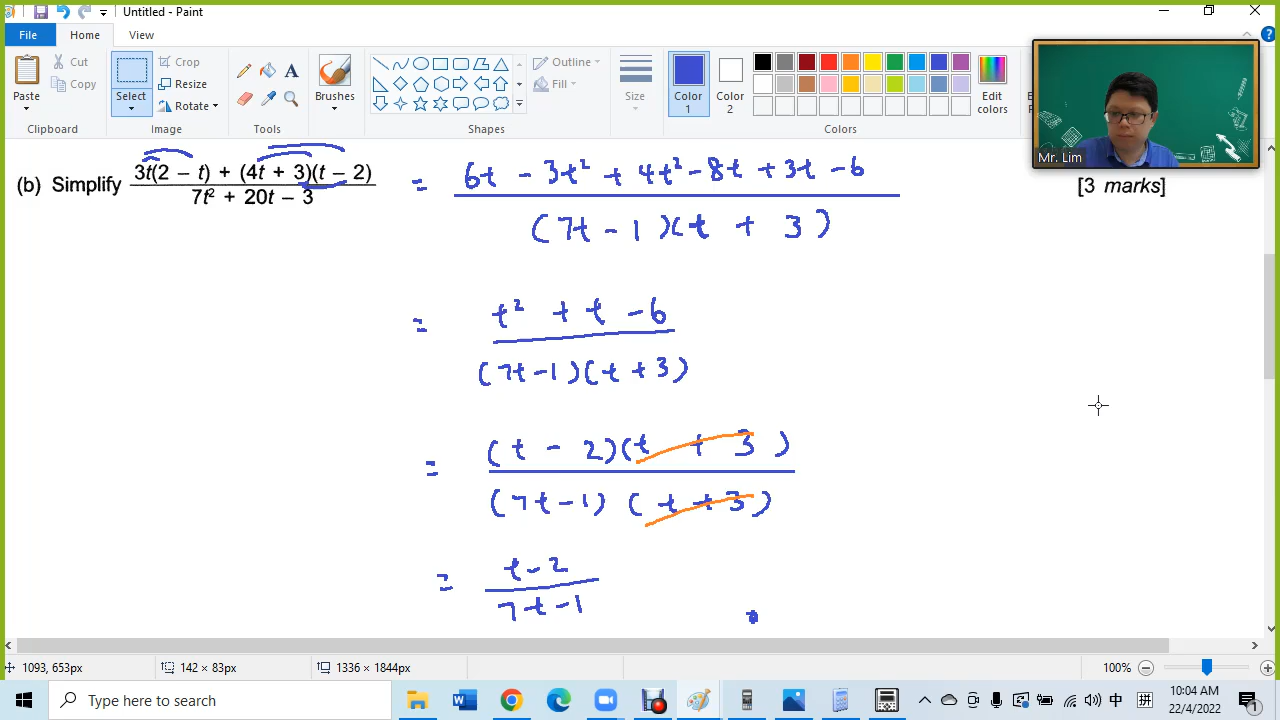 Untitled - Paint
File Home View
Paste
Cut
Copy
Clipboard
Select
Crop
Resize
Rotate
Image
Tools
Brushes
Outline
Fill
Shapes
Size
Color 1
Color 2
Edit colors
Colors
Mr. Lim
(b) Simplify (3t(2 − t) + (4t + 3)(t − 2))/(7t² + 20t − 3) = (6t - 3t² + 4t² - 8t + 3t - 6)/((7t - 1)(t + 3))
[3 marks]
= (t² + t - 6)/((7t - 1)(t + 3))
= ((t - 2)(t + 3))/((7t - 1)(t + 3))
= (t - 2)/(7t - 1)
1093, 653px 142 × 83px 1336 × 1844px 100%
Type here to search
中 拼 10:04 AM
22/4/2022
1